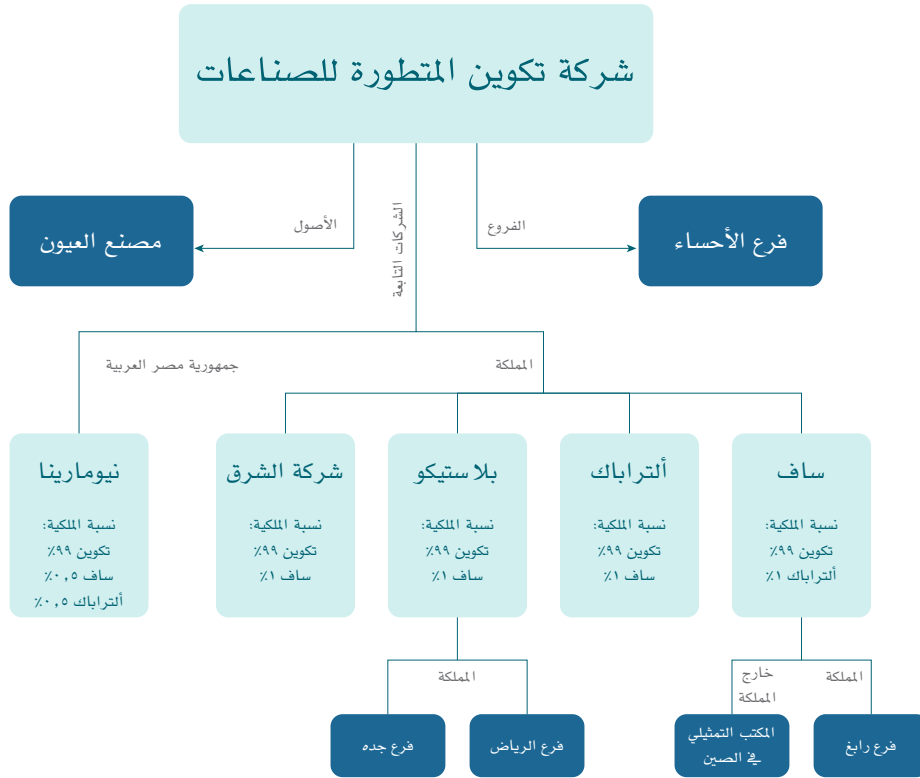 شركة تكوين المتطورة للصناعات
الفروع
الشركات التابعة
الأصول
فرع الأحساء
مصنع العيون
المملكة
جمهورية مصر العربية
ساف
نسبة الملكية:
تكوين ٩٩٪
ألتراباك ١٪
ألتراباك
نسبة الملكية:
تكوين ٩٩٪
ساف ١٪
بلاستيكو
نسبة الملكية:
تكوين ٩٩٪
ساف ١٪
شركة الشرق
نسبة الملكية:
تكوين ٩٩٪
ساف ١٪
نيومارينا
نسبة الملكية:
تكوين ٩٩٪
ساف ٠,٥٪
ألتراباك ٠,٥٪
المملكة
خارج
المملكة
المملكة
فرع رابغ
المكتب التمثيلي
في الصين
فرع الرياض
فرع جده